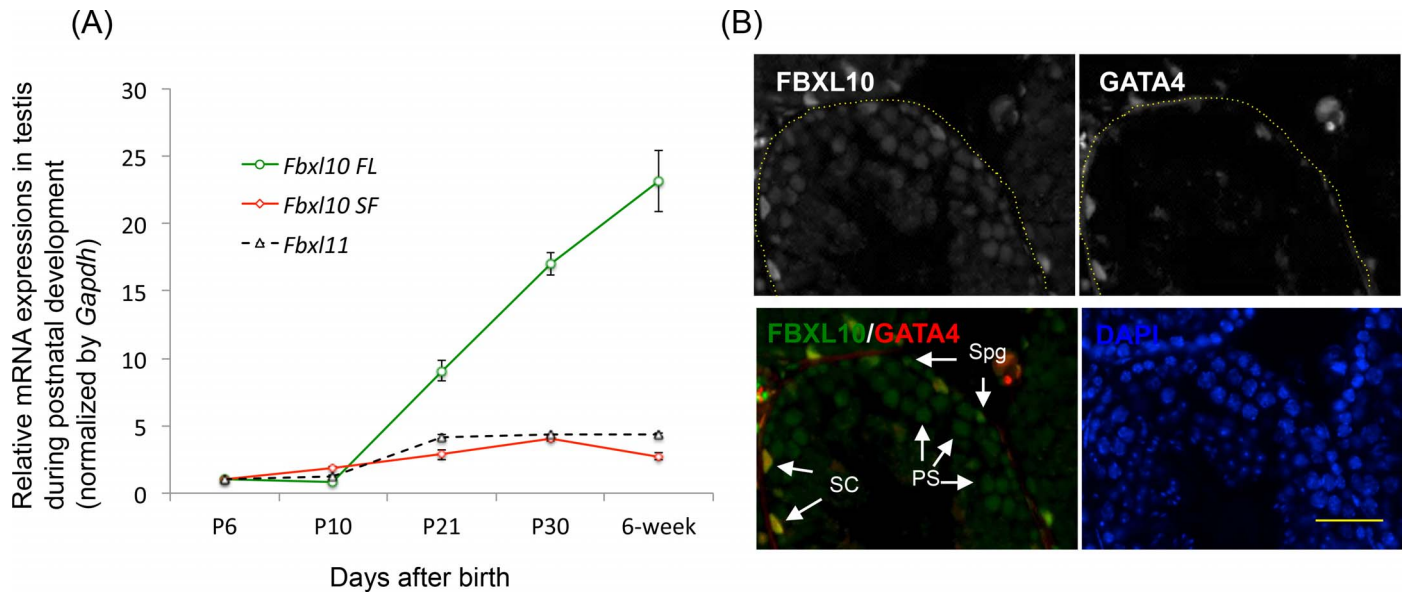 (A)
Relative mRNA expressions in testis
during postnatal development
(normalized by Gapdh)
30
25
20
15
10
5
0
Fbxl10 FL
Fbxl10 SF
Fbxl11
P6 P10 P21 P30 6-week
Days after birth
(B)
FBXL10
GATA4
FBXL10/GATA4
Spg
PS
SC
DAPI